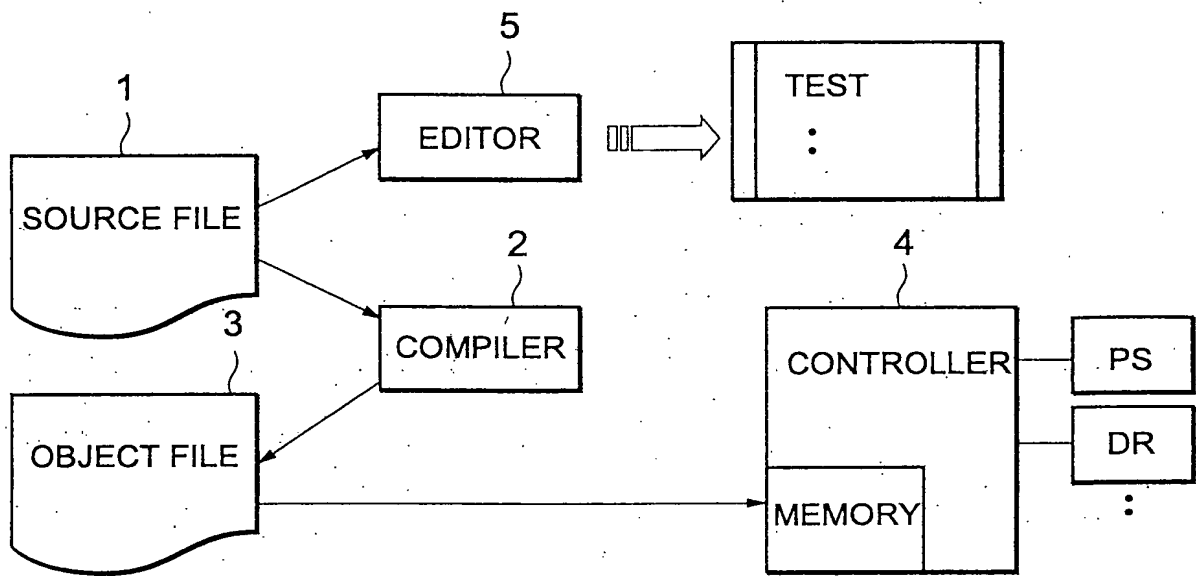 5
1
TEST
EDITOR
SOURCE FILE
2
4
3
COMPILER
CONTROLLER
PS
DR
OBJECT FILE
MEMORY